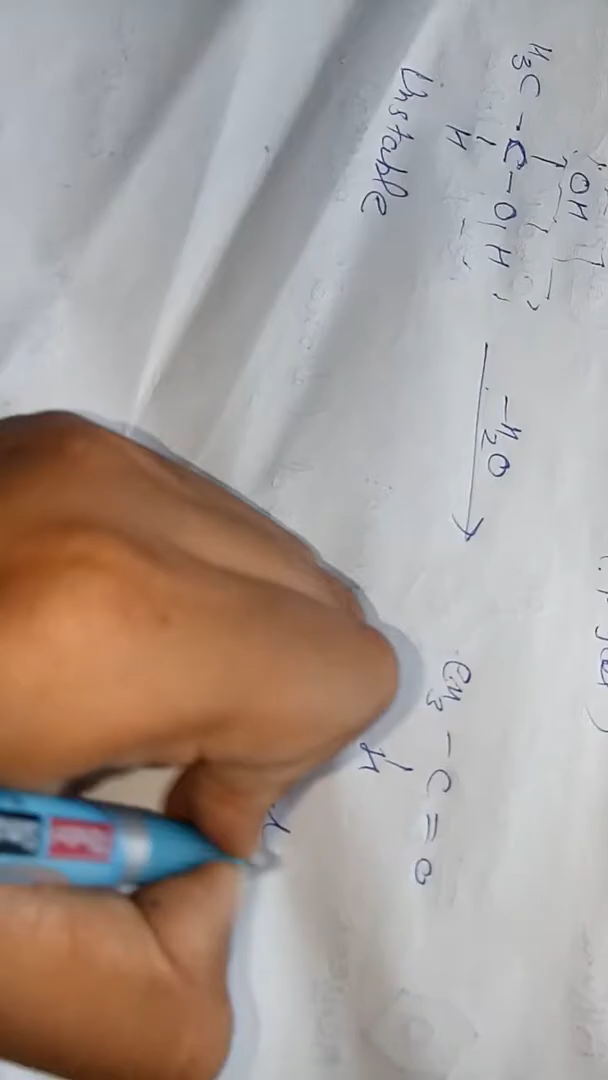 OH
H₃C - C - OH
H
-H₂O
CH₃ - C = O
H
Unstable